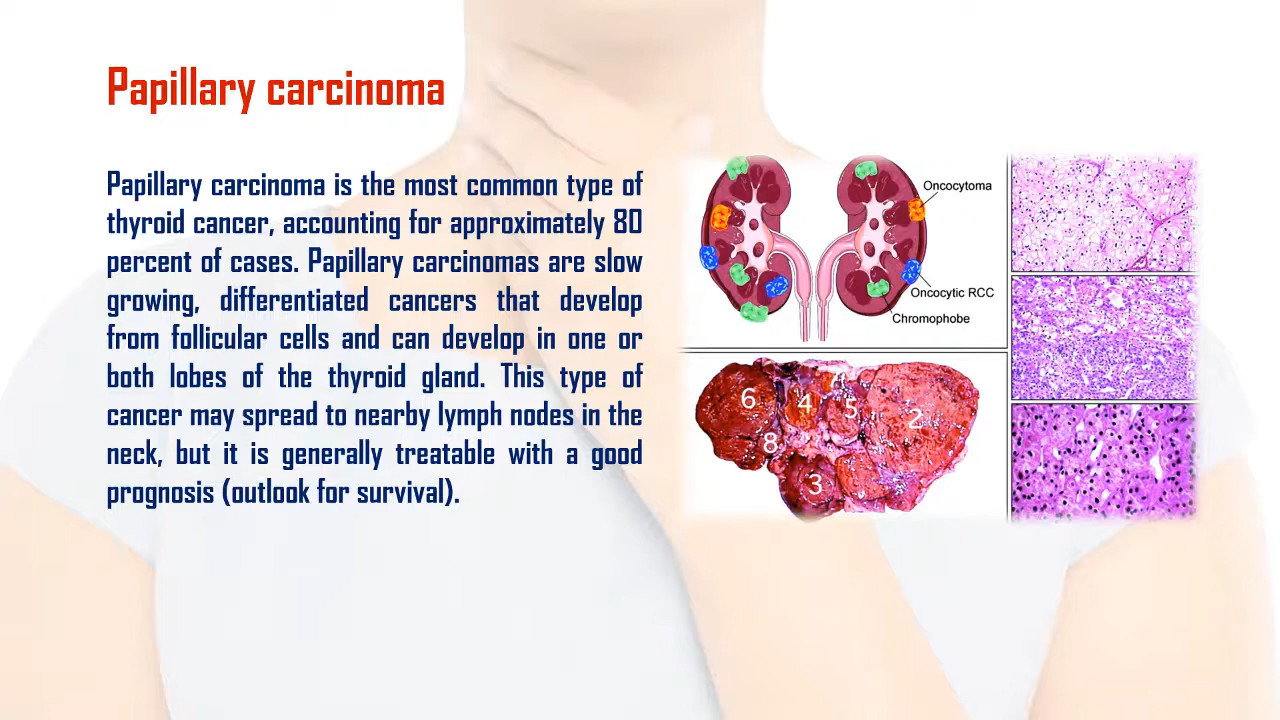 Papillary carcinoma
Papillary carcinoma is the most common type of
thyroid cancer, accounting for approximately 80
percent of cases. Papillary carcinomas are slow
growing, differentiated cancers that develop
from follicular cells and can develop in one or
both lobes of the thyroid gland. This type of
cancer may spread to nearby lymph nodes in the
neck, but it is generally treatable with a good
prognosis (outlook for survival).
Oncocytoma
Oncocytic RCC
Chromophobe
6
4
5
2
8
3